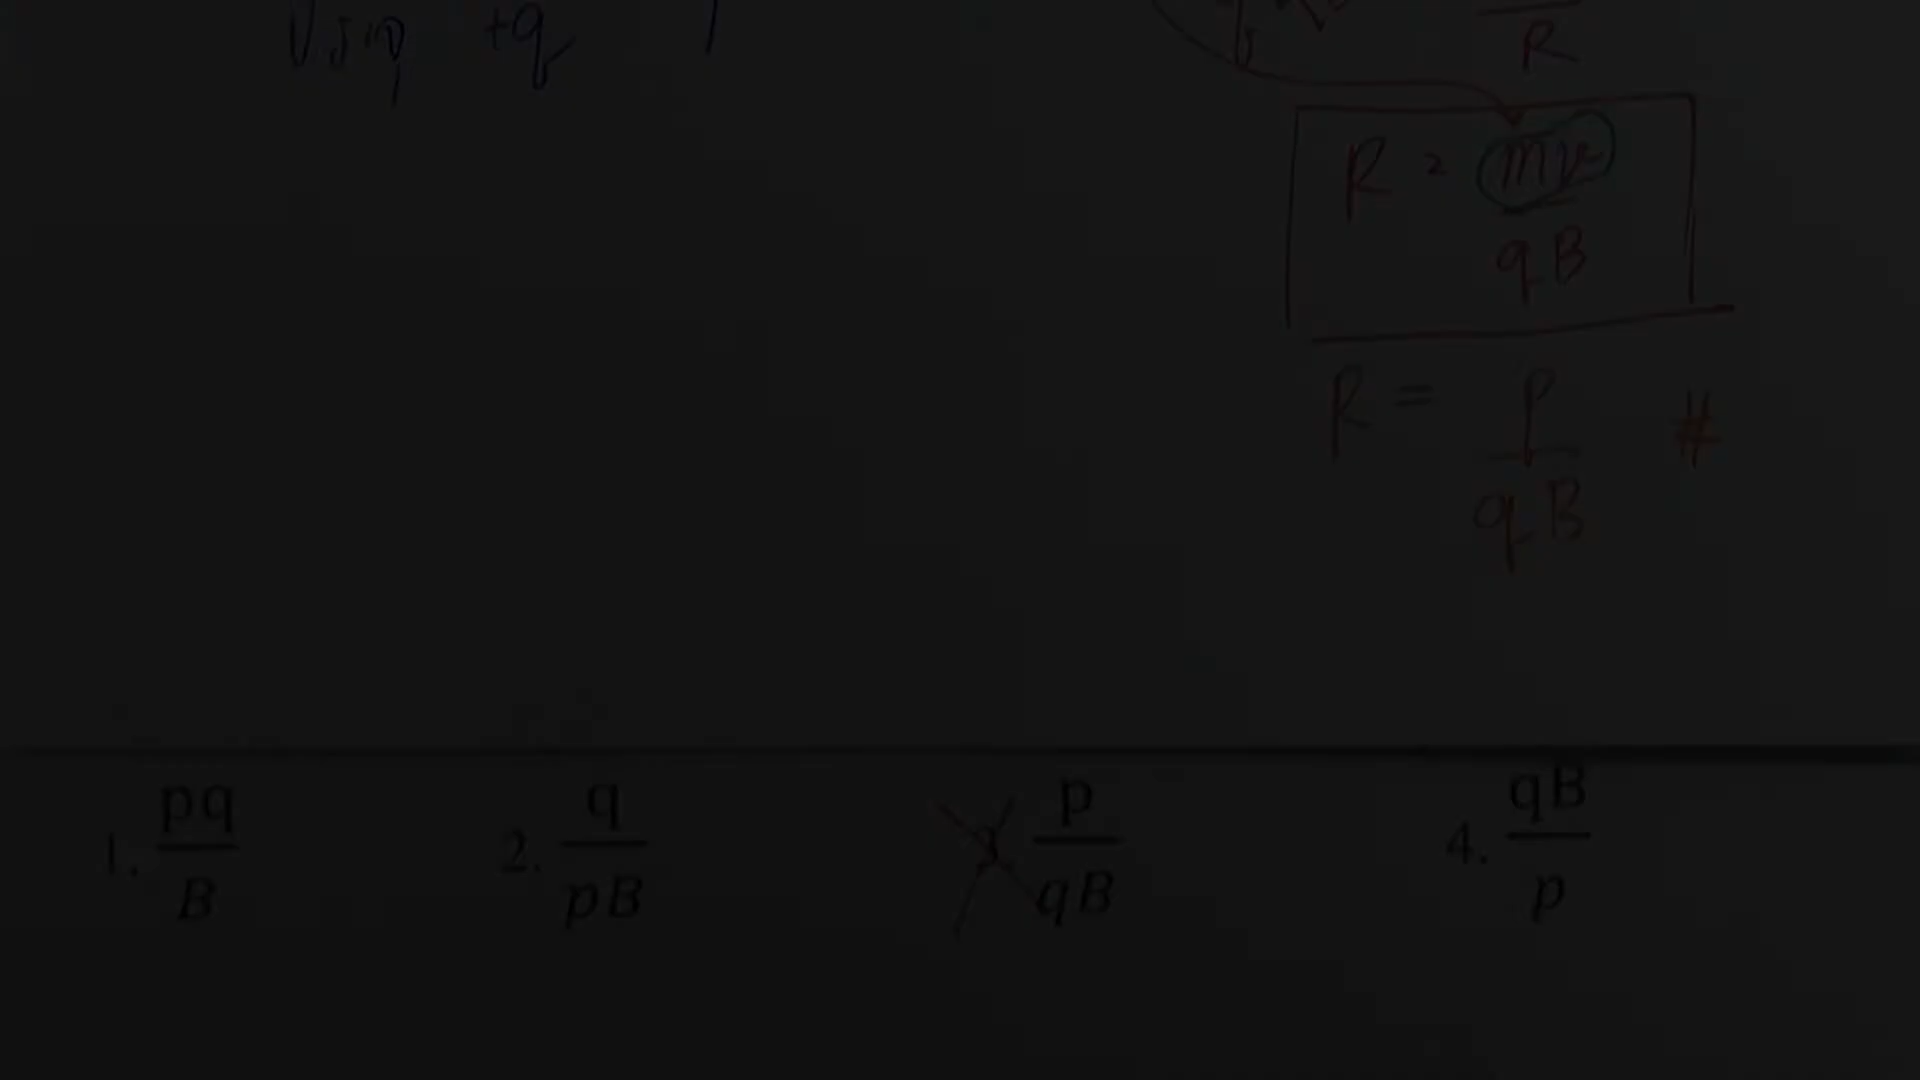 +q
R
R = mv
qB
R = P #
qB
1. pq/B 2. q/pB 3. p/qB 4. qB/p